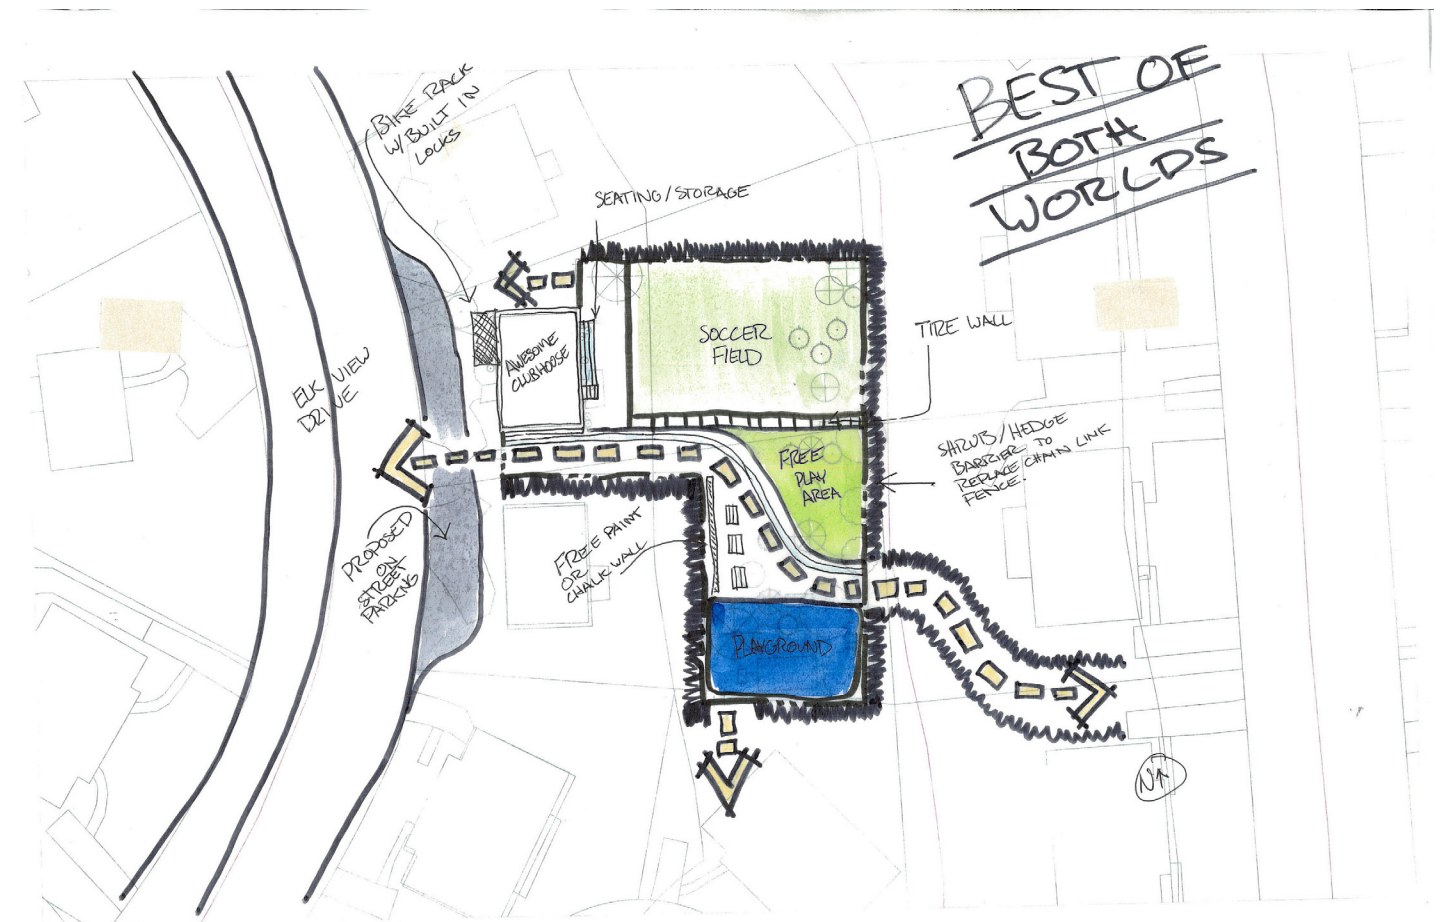 BEST OF
BOTH
WORLDS
BIKE RACK
W/ BUILT IN
LOCKS
SEATING/STORAGE
SOCCER
FIELD
TIRE WALL
AWESOME
CLUBHOUSE
ELK VIEW
DRIVE
SHRUB/HEDGE
BARRIER TO
REPLACE CHAIN LINK
FENCE.
FREE
PLAY
AREA
PROPOSED
ON
STREET
PARKNG
FREE PAINT
OR
CHALK WALL
PLAYGROUND
N